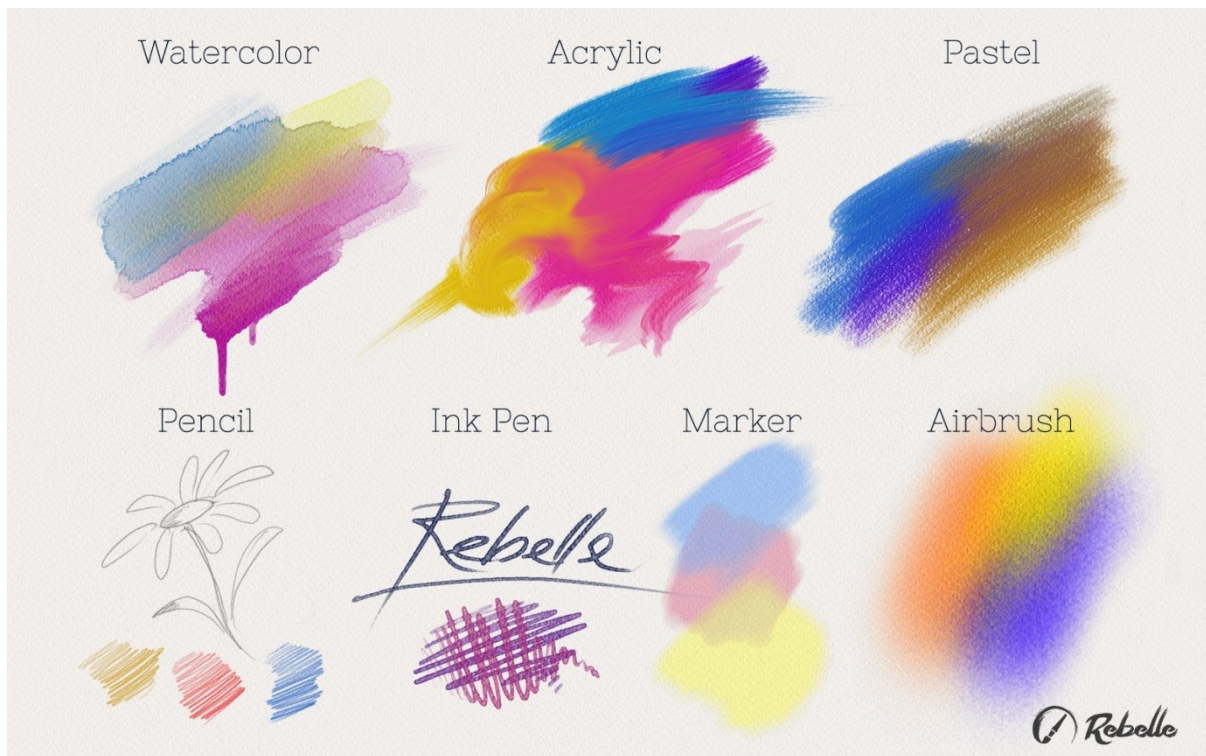 Watercolor
Acrylic
Pastel
Pencil
Ink Pen
Marker
Airbrush
Rebelle
Rebelle